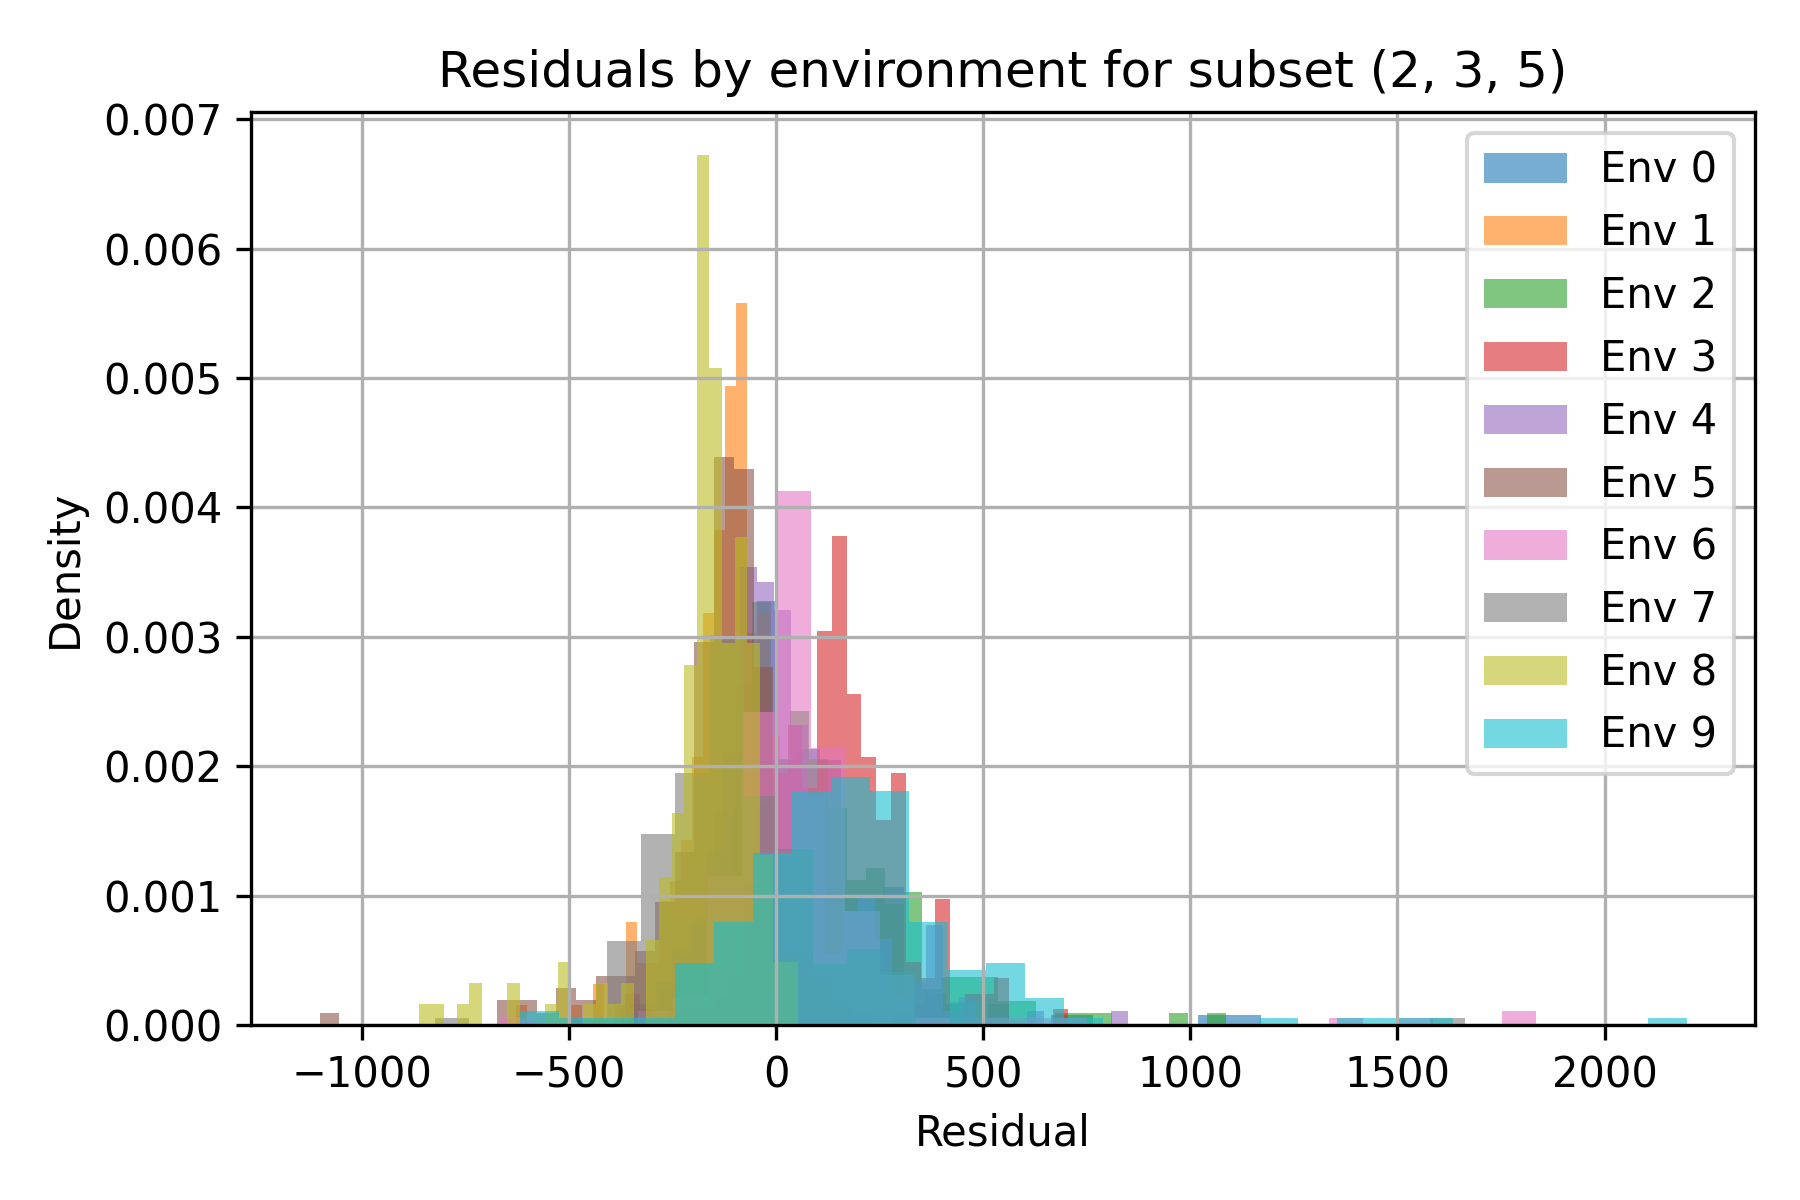 Residuals by environment for subset (2, 3, 5)
0.007
0.006
0.005
0.004
0.003
0.002
0.001
0.000
Density
−1000
−500
0
500
1000
1500
2000
Residual
Env 0
Env 1
Env 2
Env 3
Env 4
Env 5
Env 6
Env 7
Env 8
Env 9